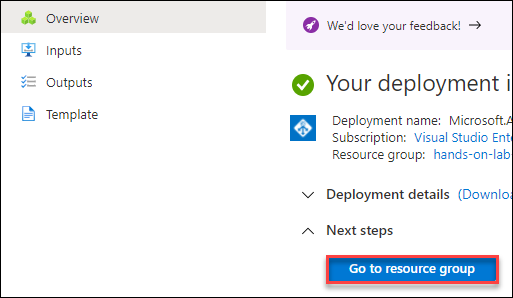 Overview
Inputs
Outputs
Template
We'd love your feedback! →
Your deployment i
Deployment name: Microsoft.A
Subscription: Visual Studio Ente
Resource group: hands-on-lab
Deployment details (Downloa
Next steps
Go to resource group